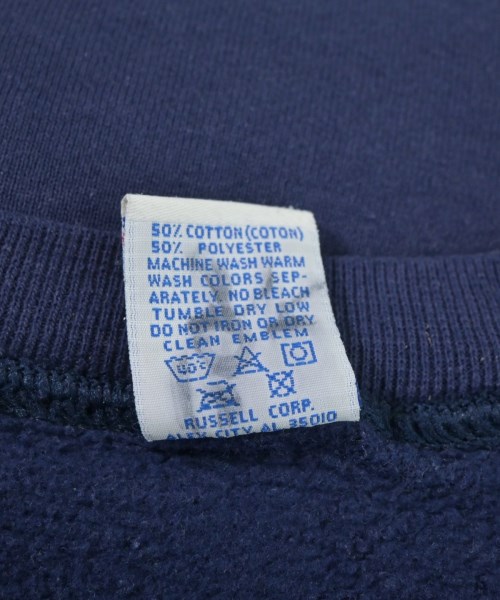 50% COTTON (COTON)
50% POLYESTER
MACHINE WASH WARM
WASH COLORS SEP-
ARATELY. NO BLEACH
TUMBLE DRY LOW
DO NOT IRON OR DRY
CLEAN EMBLEM
40°C
RUSSELL CORP.
ALEX CITY AL 35010